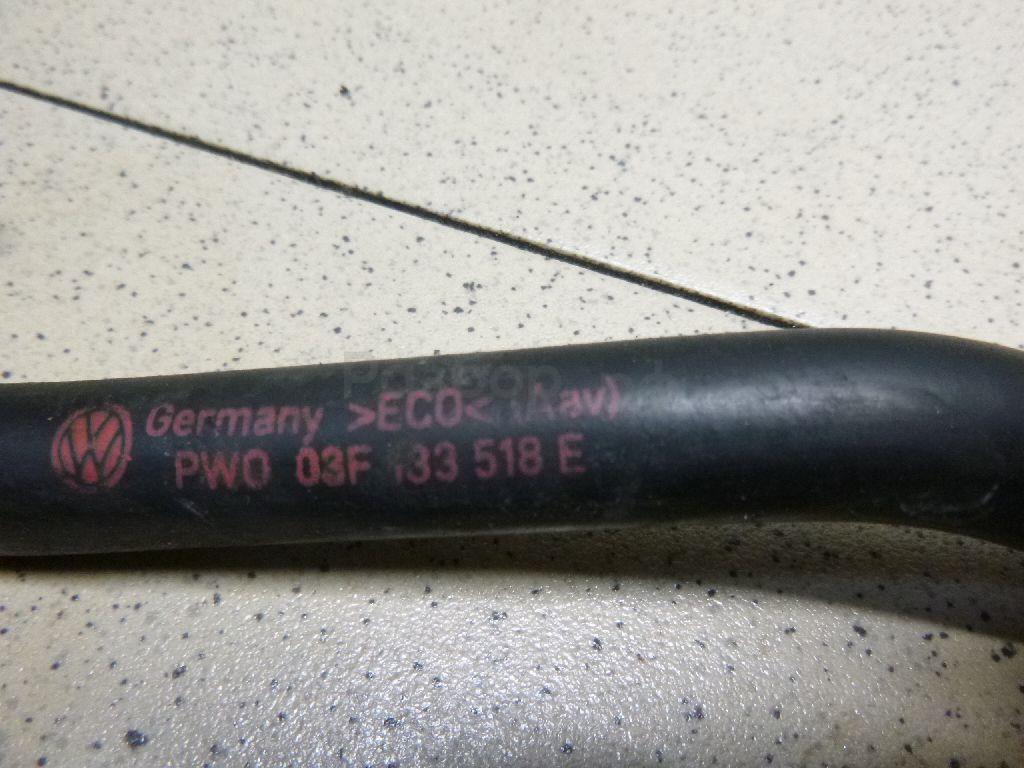 Germany >ECO<
PWO 03F 133 518 E